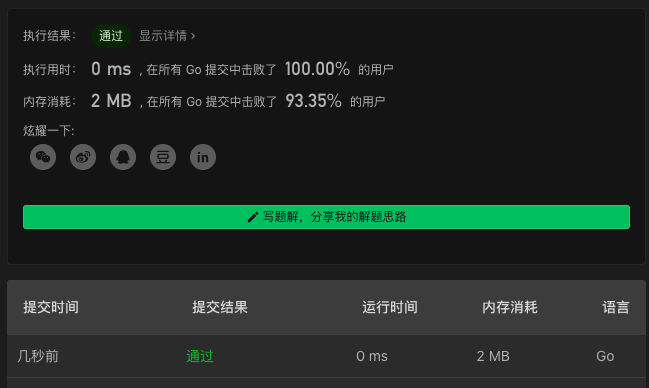 执行结果： 通过 显示详情 ›
执行用时： 0 ms , 在所有 Go 提交中击败了 100.00% 的用户
内存消耗： 2 MB , 在所有 Go 提交中击败了 93.35% 的用户
炫耀一下:
豆 in
写题解，分享我的解题思路
提交时间 提交结果 运行时间 内存消耗 语言
几秒前 通过 0 ms 2 MB Go